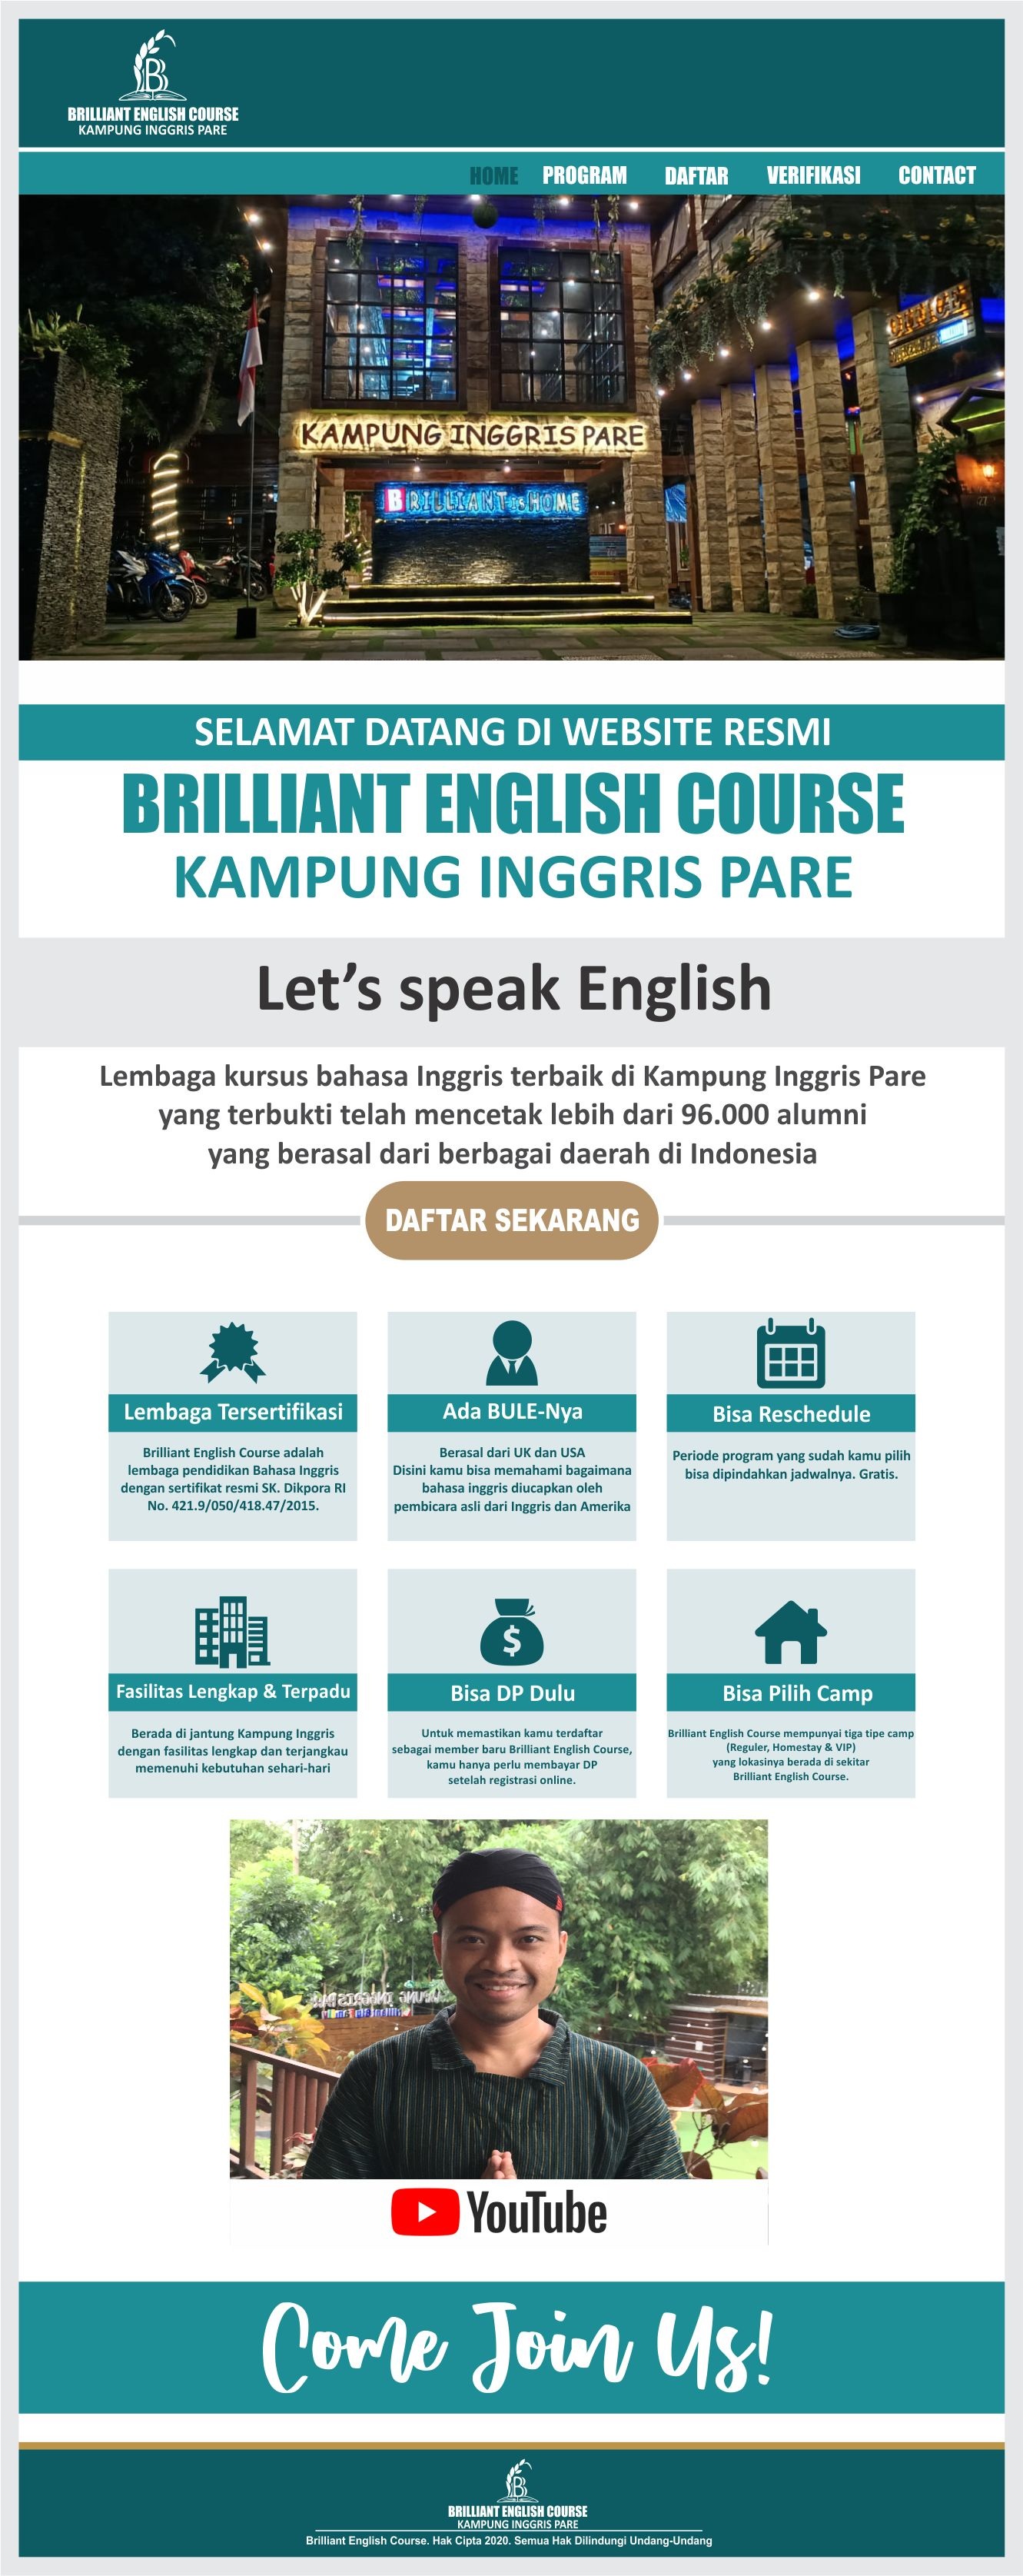 BRILLIANT ENGLISH COURSE
KAMPUNG INGGRIS PARE
HOME PROGRAM DAFTAR VERIFIKASI CONTACT
OFFICE
KAMPUNG INGGRIS PARE
BRILLIANT is HOME
SELAMAT DATANG DI WEBSITE RESMI
BRILLIANT ENGLISH COURSE
KAMPUNG INGGRIS PARE
Let’s speak English
Lembaga kursus bahasa Inggris terbaik di Kampung Inggris Pare
yang terbukti telah mencetak lebih dari 96.000 alumni
yang berasal dari berbagai daerah di Indonesia
DAFTAR SEKARANG
Lembaga Tersertifikasi
Brilliant English Course adalah
lembaga pendidikan Bahasa Inggris
dengan sertifikat resmi SK. Dikpora RI
No. 421.9/050/418.47/2015.
Ada BULE-Nya
Berasal dari UK dan USA
Disini kamu bisa memahami bagaimana
bahasa inggris diucapkan oleh
pembicara asli dari Inggris dan Amerika
Bisa Reschedule
Periode program yang sudah kamu pilih
bisa dipindahkan jadwalnya. Gratis.
Fasilitas Lengkap & Terpadu
Berada di jantung Kampung Inggris
dengan fasilitas lengkap dan terjangkau
memenuhi kebutuhan sehari-hari
$
Bisa DP Dulu
Untuk memastikan kamu terdaftar
sebagai member baru Brilliant English Course,
kamu hanya perlu membayar DP
setelah registrasi online.
Bisa Pilih Camp
Brilliant English Course mempunyai tiga tipe camp
(Reguler, Homestay & VIP)
yang lokasinya berada di sekitar
Brilliant English Course.
YouTube
Come Join Us!
BRILLIANT ENGLISH COURSE
KAMPUNG INGGRIS PARE
Brilliant English Course. Hak Cipta 2020. Semua Hak Dilindungi Undang-Undang